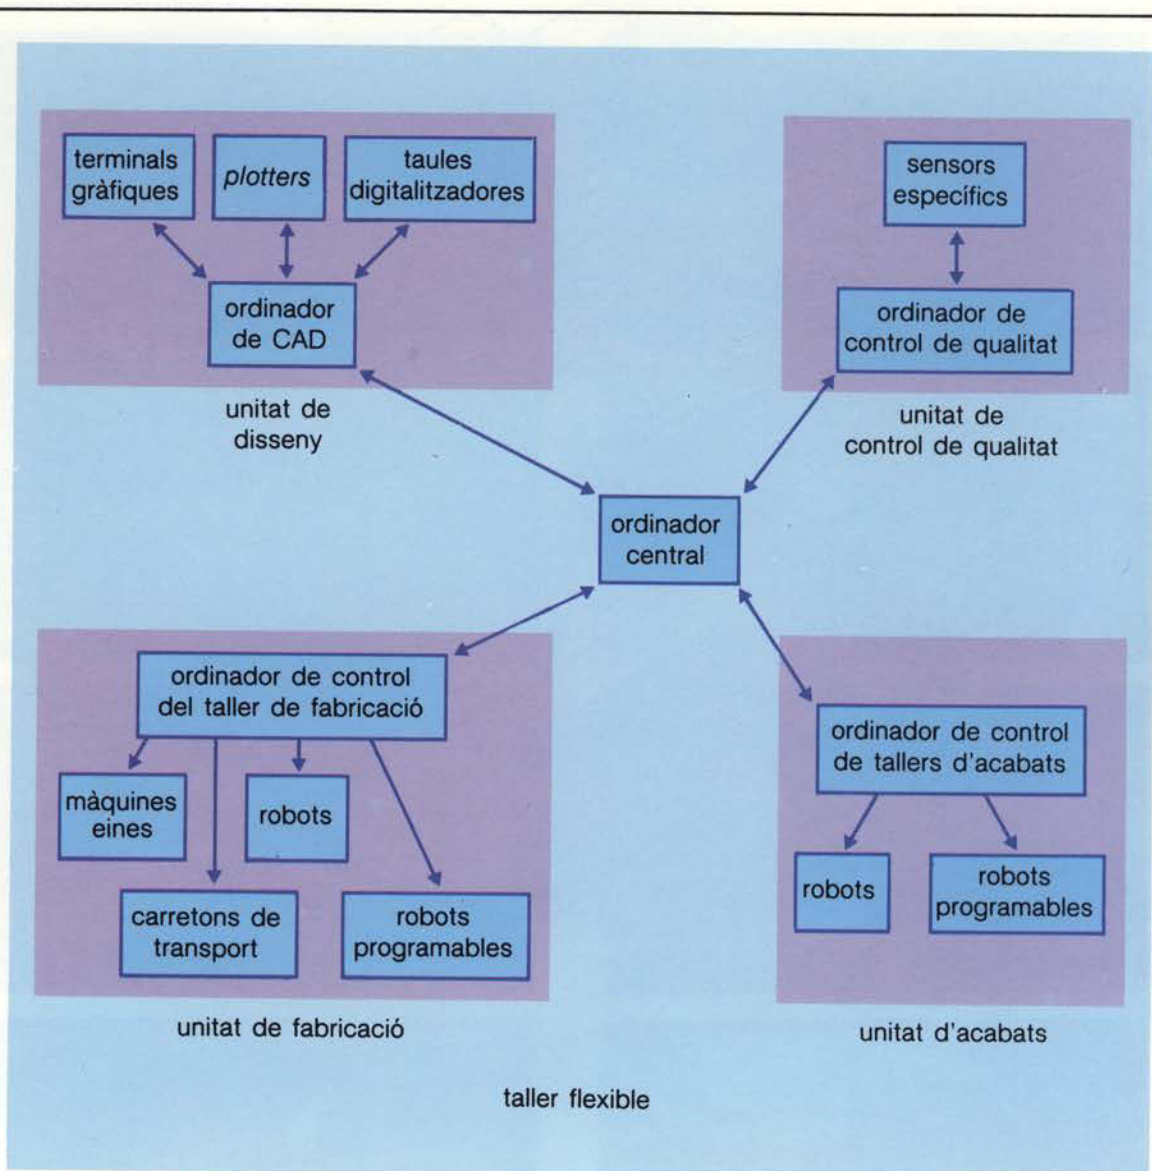 terminals
gràfiques
plotters
taules
digitalitzadores
ordinador
de CAD
unitat de
disseny
sensors
específics
ordinador de
control de qualitat
unitat de
control de qualitat
ordinador
central
ordinador de control
del taller de fabricació
màquines
eines
robots
carretons de
transport
robots
programables
unitat de fabricació
ordinador de control
de tallers d'acabats
robots
robots
programables
unitat d'acabats
taller flexible